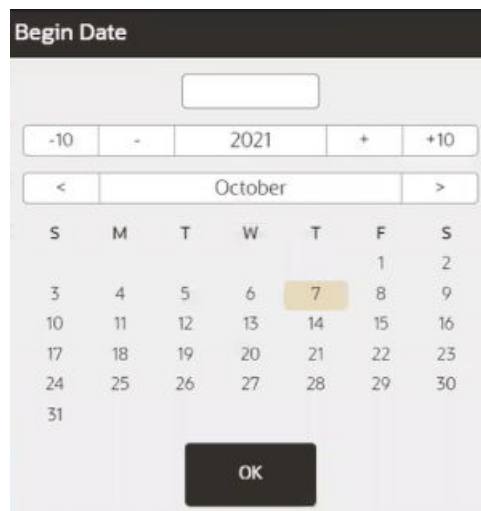 Begin Date
-10 - 2021 + +10
< October >
S M T W T F S
1 2
3 4 5 6 7 8 9
10 11 12 13 14 15 16
17 18 19 20 21 22 23
24 25 26 27 28 29 30
31
OK